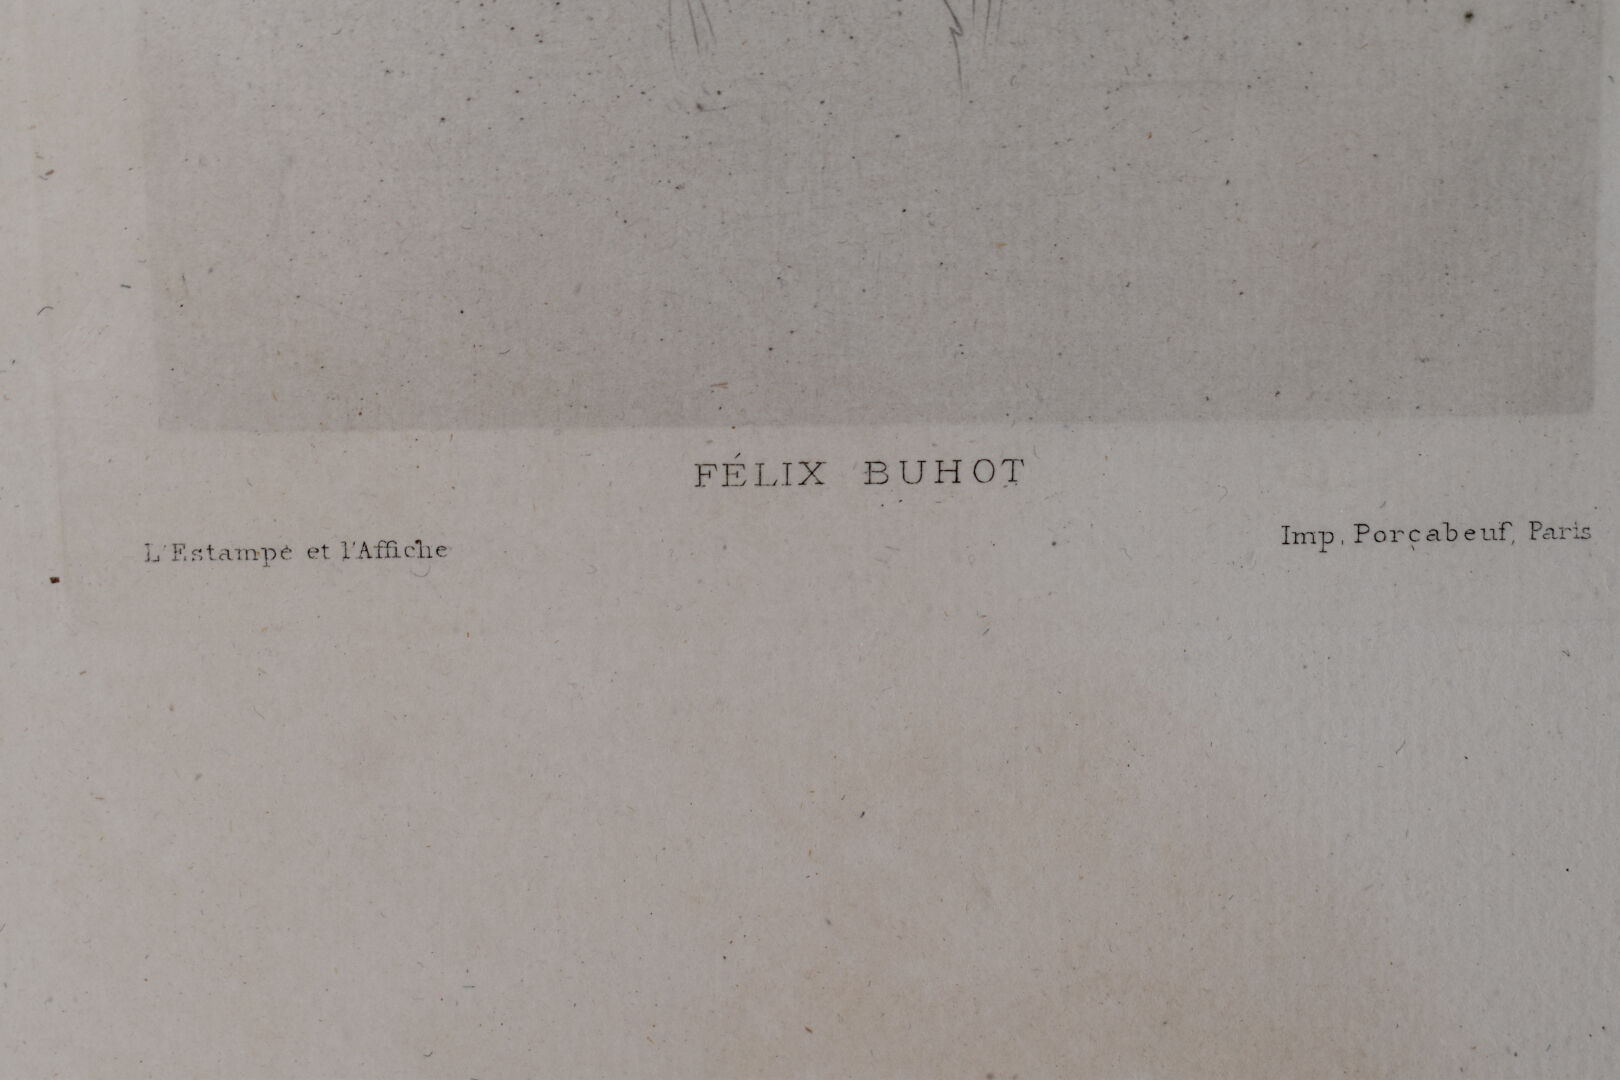 FÉLIX BUHOT
L'Estampe et l'Affiche
Imp. Porçabeuf, Paris